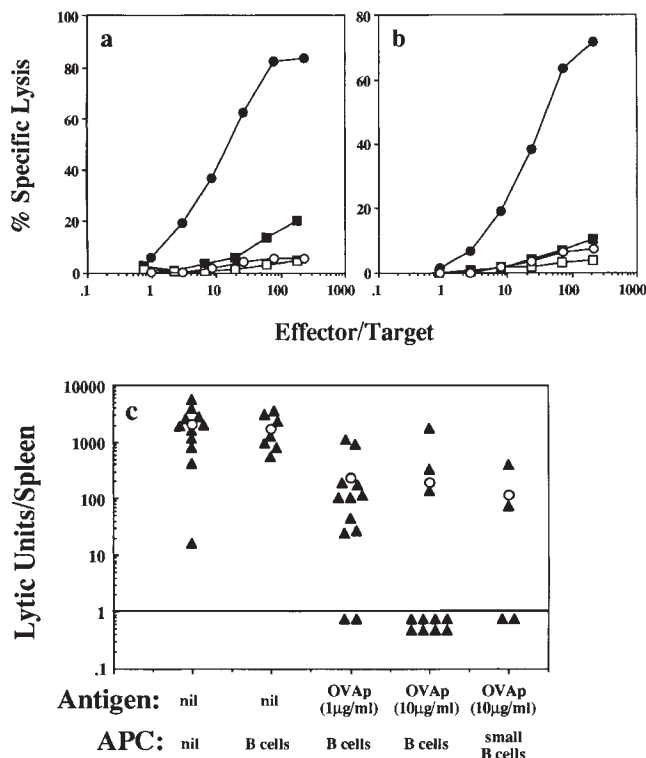 a
b
100
80
60
40
20
0
80
60
40
20
0
% Specific Lysis
.1 1 10 100 1000
.1 1 10 100 1000
Effector/Target
c
10000
1000
100
10
1
.1
Lytic Units/Spleen
Antigen: nil nil OVAp (1µg/ml) OVAp (10µg/ml) OVAp (10µg/ml)
APC: nil B cells B cells B cells small B cells